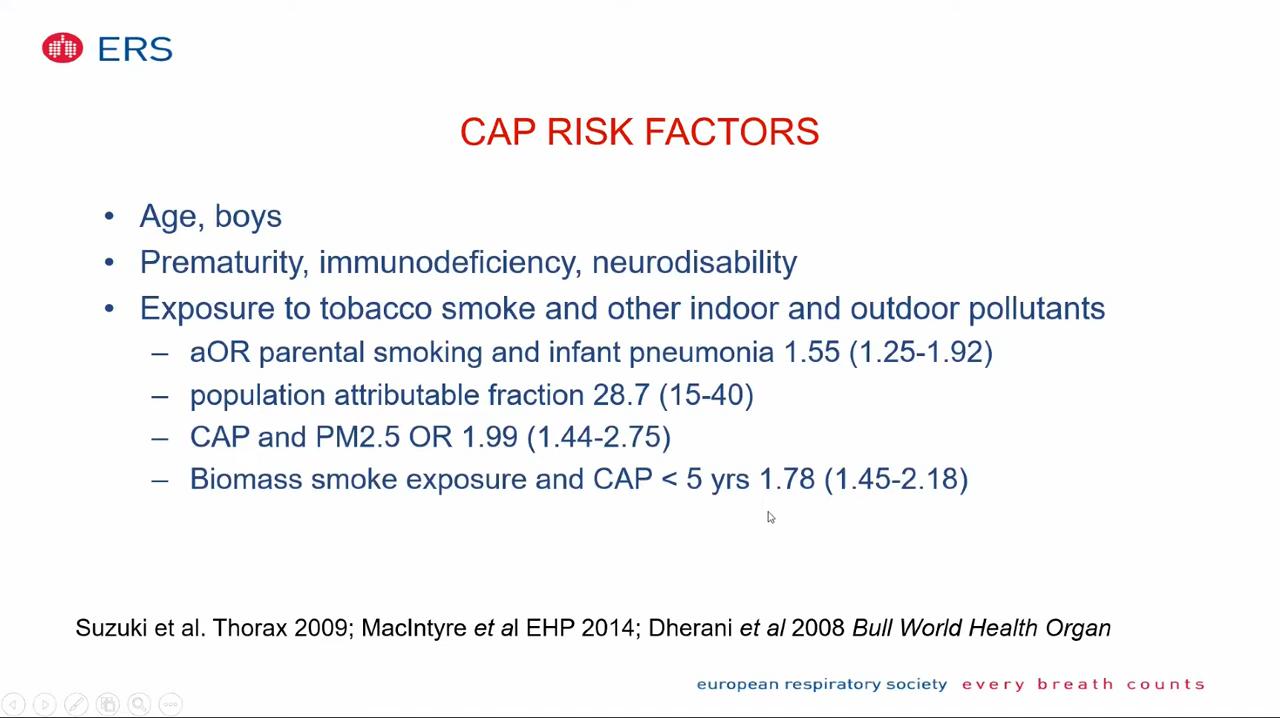 ERS
CAP RISK FACTORS
• Age, boys
• Prematurity, immunodeficiency, neurodisability
• Exposure to tobacco smoke and other indoor and outdoor pollutants
– aOR parental smoking and infant pneumonia 1.55 (1.25-1.92)
– population attributable fraction 28.7 (15-40)
– CAP and PM2.5 OR 1.99 (1.44-2.75)
– Biomass smoke exposure and CAP < 5 yrs 1.78 (1.45-2.18)
Suzuki et al. Thorax 2009; MacIntyre et al EHP 2014; Dherani et al 2008 Bull World Health Organ
european respiratory society every breath counts